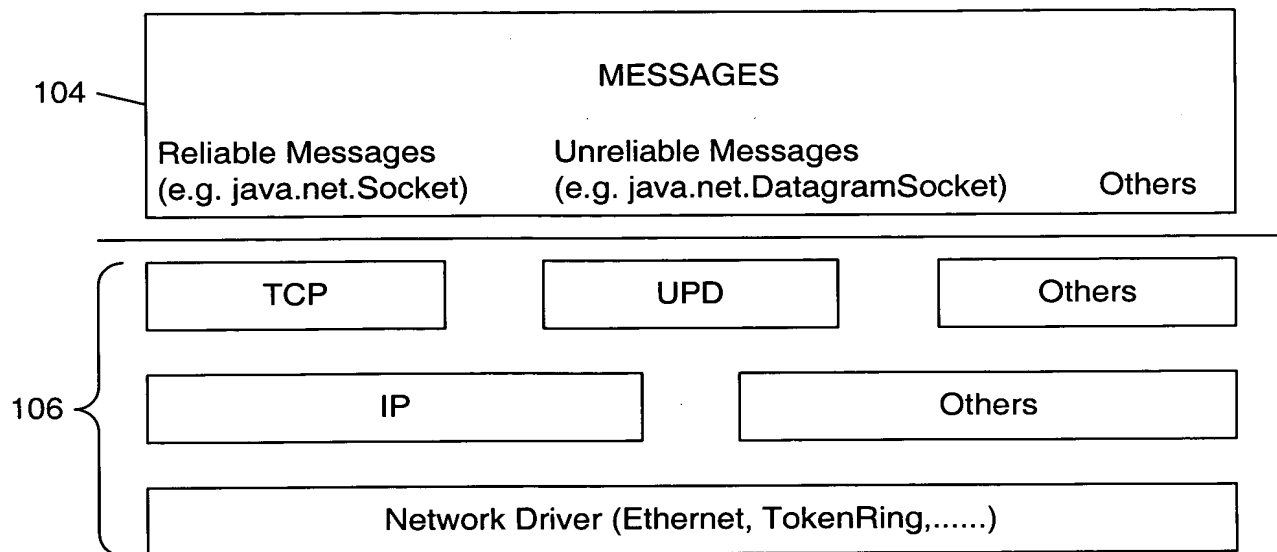 104
MESSAGES
Reliable Messages
(e.g. java.net.Socket)
Unreliable Messages
(e.g. java.net.DatagramSocket)
Others
TCP
UPD
Others
106
IP
Others
Network Driver (Ethernet, TokenRing,......)